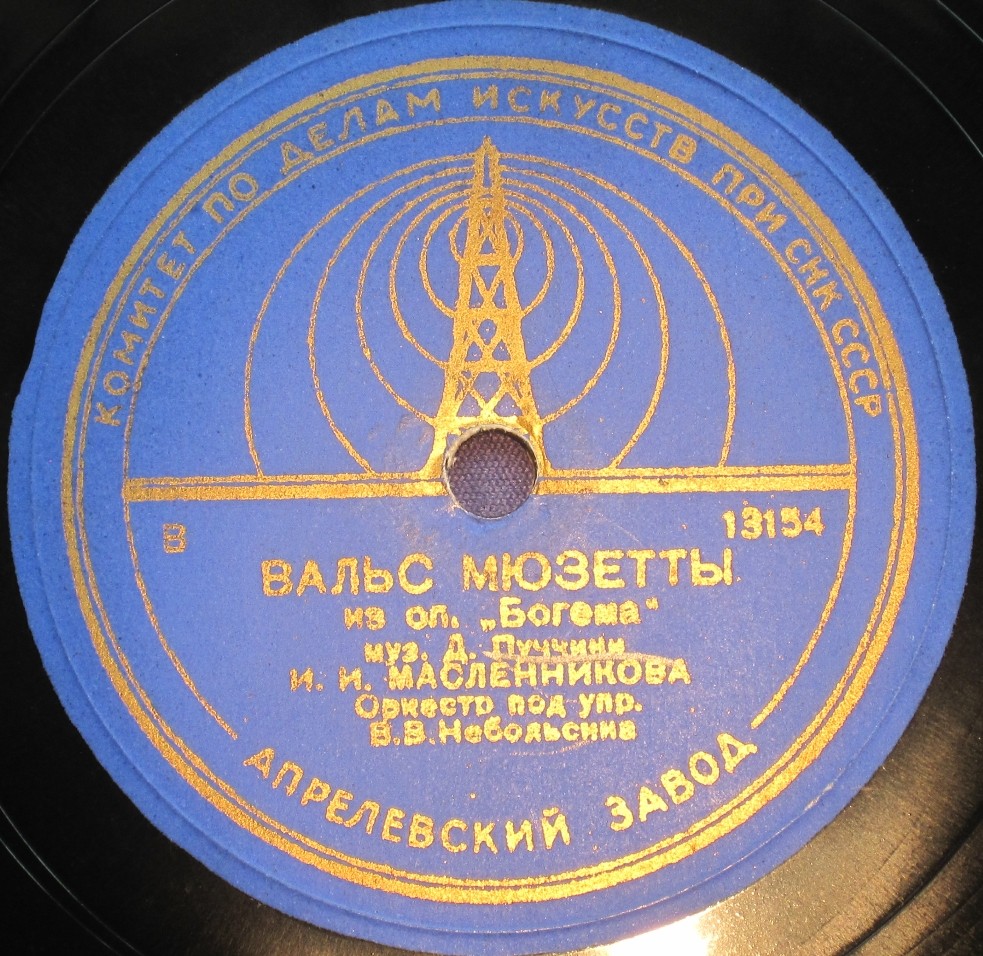 КОМИТЕТ ПО ДЕЛАМ ИСКУССТВ ПРИ СНК СССР
В 13154
ВАЛЬС МЮЗЕТТЫ
из оп. „Богема“
муз. Д. Пуччини
И. И. МАСЛЕННИКОВА
Оркестр под упр.
В. В. Небольсина
АПРЕЛЕВСКИЙ ЗАВОД